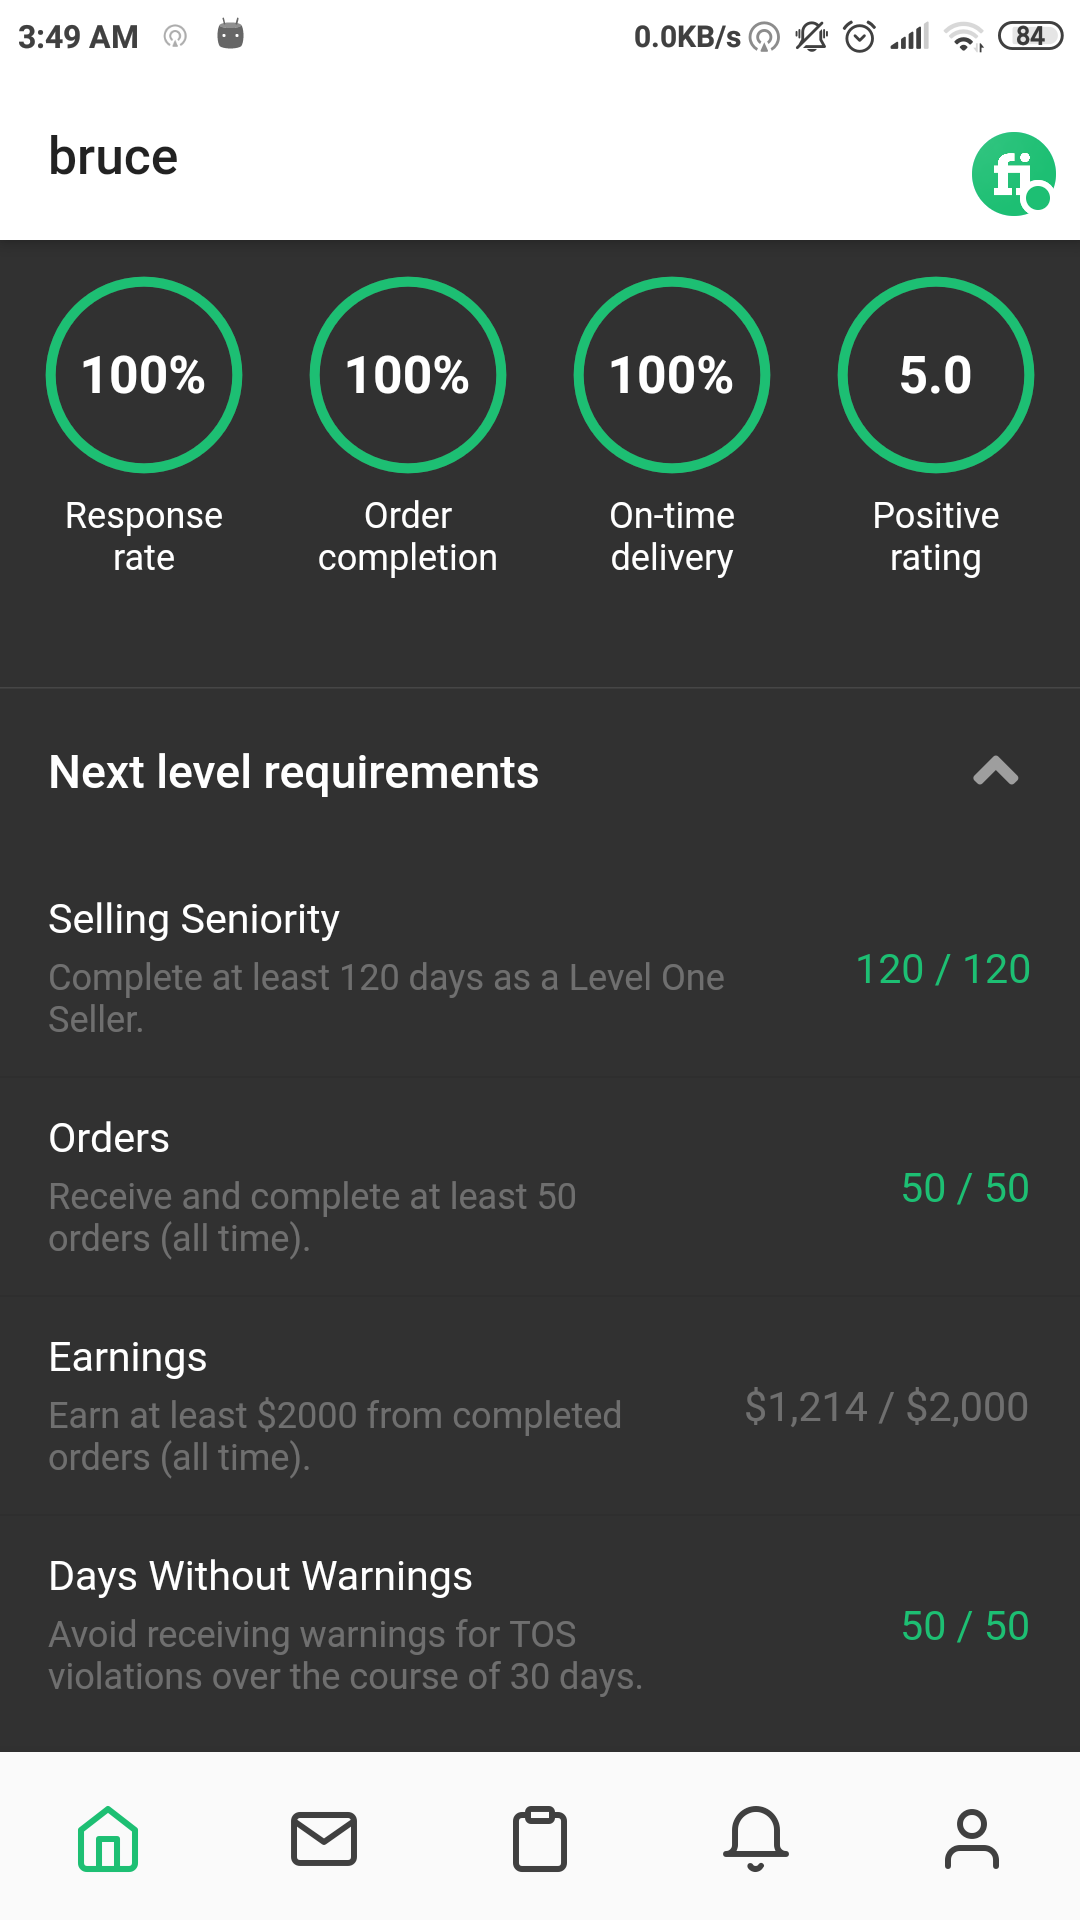 3:49 AM 0.0KB/s 84
bruce
fi
100% 100% 100% 5.0
Response Order On-time Positive
rate completion delivery rating
Next level requirements
Selling Seniority
Complete at least 120 days as a Level One
Seller.
120 / 120
Orders
Receive and complete at least 50
orders (all time).
50 / 50
Earnings
Earn at least $2000 from completed
orders (all time).
$1,214 / $2,000
Days Without Warnings
Avoid receiving warnings for TOS
violations over the course of 30 days.
50 / 50